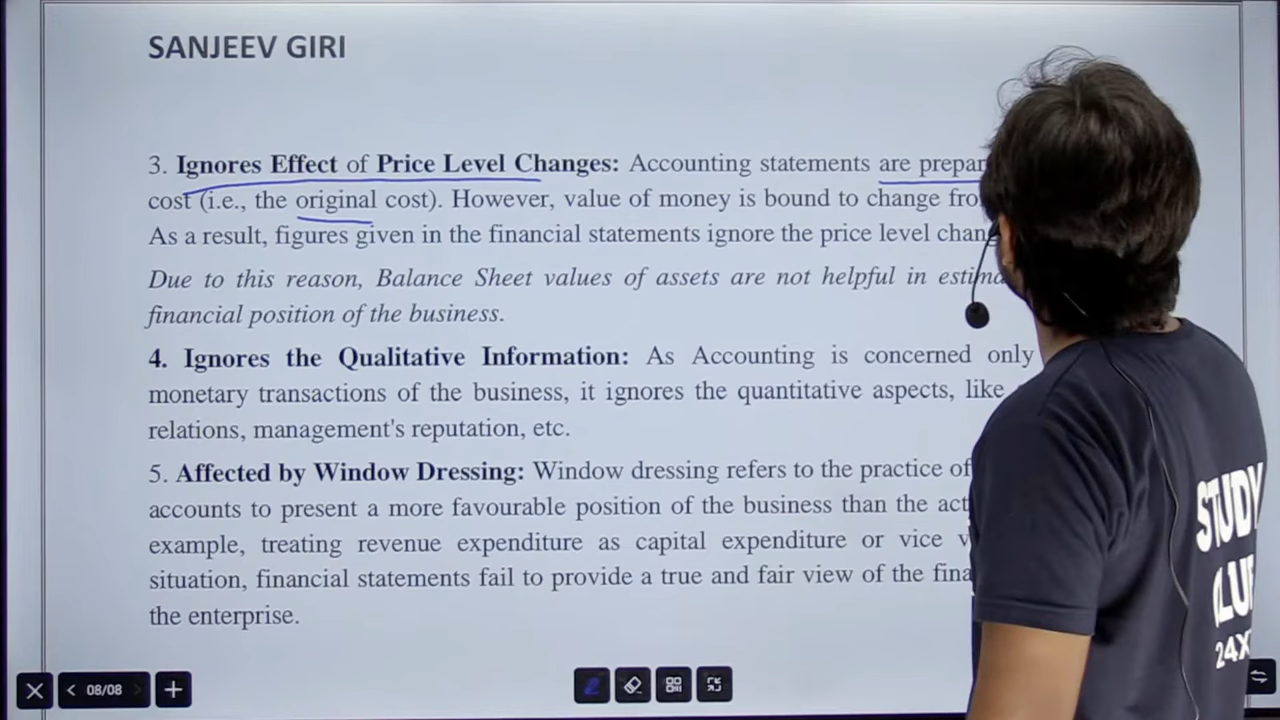 SANJEEV GIRI
3. Ignores Effect of Price Level Changes: Accounting statements are prepar
cost (i.e., the original cost). However, value of money is bound to change fro
As a result, figures given in the financial statements ignore the price level chan
Due to this reason, Balance Sheet values of assets are not helpful in estima
financial position of the business.
4. Ignores the Qualitative Information: As Accounting is concerned only
monetary transactions of the business, it ignores the quantitative aspects, like
relations, management's reputation, etc.
5. Affected by Window Dressing: Window dressing refers to the practice of
accounts to present a more favourable position of the business than the act
example, treating revenue expenditure as capital expenditure or vice v
situation, financial statements fail to provide a true and fair view of the fina
the enterprise.
STUDY
LUB
24X
08/08